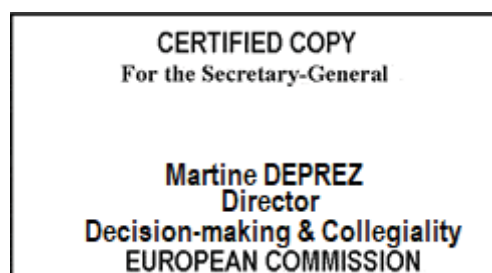 CERTIFIED COPY
For the Secretary-General
Martine DEPREZ
Director
Decision-making & Collegiality
EUROPEAN COMMISSION